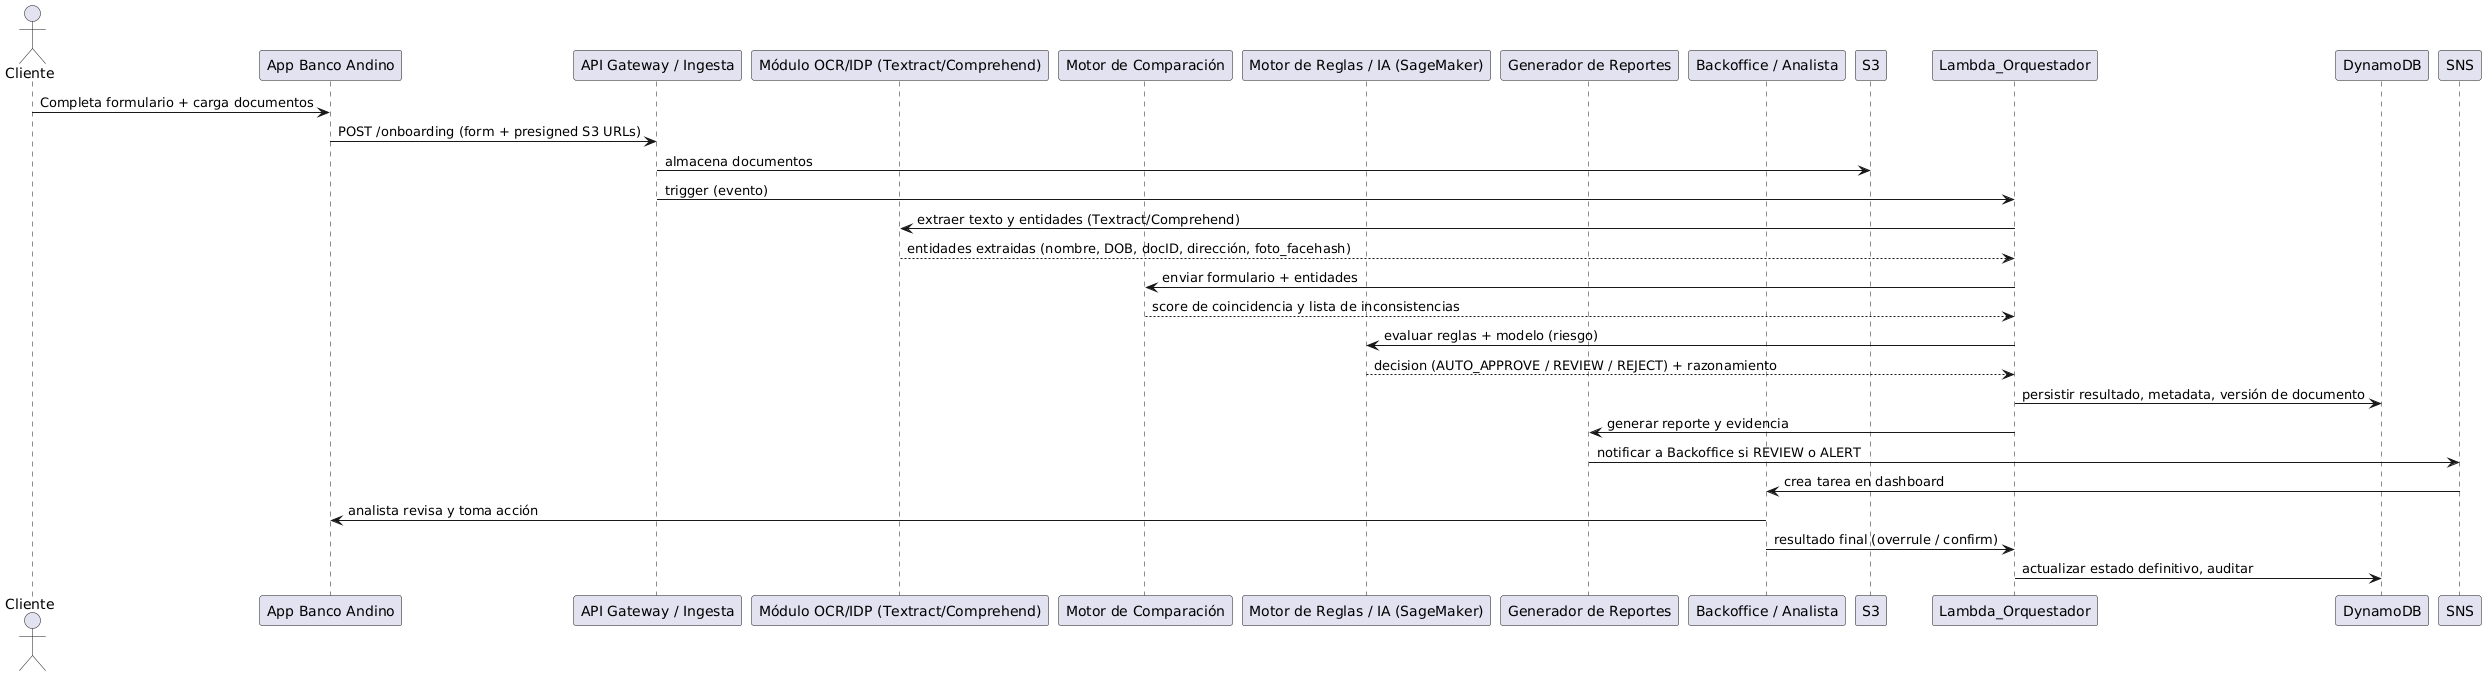 Cliente
App Banco Andino
API Gateway / Ingesta
Módulo OCR/IDP (Textract/Comprehend)
Motor de Comparación
Motor de Reglas / IA (SageMaker)
Generador de Reportes
Backoffice / Analista
S3
Lambda_Orquestador
DynamoDB
SNS
Completa formulario + carga documentos
POST /onboarding (form + presigned S3 URLs)
almacena documentos
trigger (evento)
extraer texto y entidades (Textract/Comprehend)
entidades extraidas (nombre, DOB, docID, dirección, foto_facehash)
enviar formulario + entidades
score de coincidencia y lista de inconsistencias
evaluar reglas + modelo (riesgo)
decision (AUTO_APPROVE / REVIEW / REJECT) + razonamiento
persistir resultado, metadata, versión de documento
generar reporte y evidencia
notificar a Backoffice si REVIEW o ALERT
crea tarea en dashboard
analista revisa y toma acción
resultado final (overrule / confirm)
actualizar estado definitivo, auditar
Cliente
App Banco Andino
API Gateway / Ingesta
Módulo OCR/IDP (Textract/Comprehend)
Motor de Comparación
Motor de Reglas / IA (SageMaker)
Generador de Reportes
Backoffice / Analista
S3
Lambda_Orquestador
DynamoDB
SNS